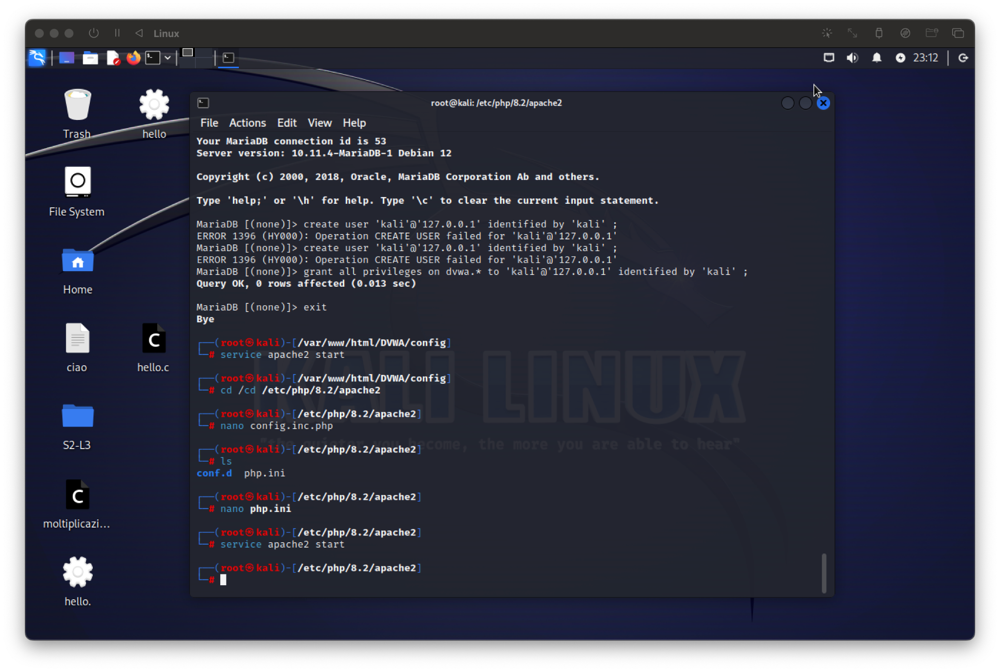 Linux
23:12
root@kali: /etc/php/8.2/apache2
File Actions Edit View Help
Trash
hello
File System
Home
ciao
hello.c
S2-L3
moltiplicazi...
hello.
Your MariaDB connection id is 53
Server version: 10.11.4-MariaDB-1 Debian 12
Copyright (c) 2000, 2018, Oracle, MariaDB Corporation Ab and others.
Type 'help;' or '\h' for help. Type '\c' to clear the current input statement.
MariaDB [(none)]> create user 'kali'@'127.0.0.1' identified by 'kali' ;
ERROR 1396 (HY000): Operation CREATE USER failed for 'kali'@'127.0.0.1'
MariaDB [(none)]> create user 'kali'@'127.0.0.1' identified by 'kali' ;
ERROR 1396 (HY000): Operation CREATE USER failed for 'kali'@'127.0.0.1'
MariaDB [(none)]> grant all privileges on dvwa.* to 'kali'@'127.0.0.1' identified by 'kali' ;
Query OK, 0 rows affected (0.013 sec)
MariaDB [(none)]> exit
Bye
┌──(root㉿kali)-[/var/www/html/DVWA/config]
└─# service apache2 start
┌──(root㉿kali)-[/var/www/html/DVWA/config]
└─# cd /cd /etc/php/8.2/apache2
┌──(root㉿kali)-[/etc/php/8.2/apache2]
└─# nano config.inc.php
┌──(root㉿kali)-[/etc/php/8.2/apache2]
└─# ls
conf.d php.ini
┌──(root㉿kali)-[/etc/php/8.2/apache2]
└─# nano php.ini
┌──(root㉿kali)-[/etc/php/8.2/apache2]
└─# service apache2 start
┌──(root㉿kali)-[/etc/php/8.2/apache2]
└─#
KALI LINUX
"the quieter you become, the more you are able to hear"